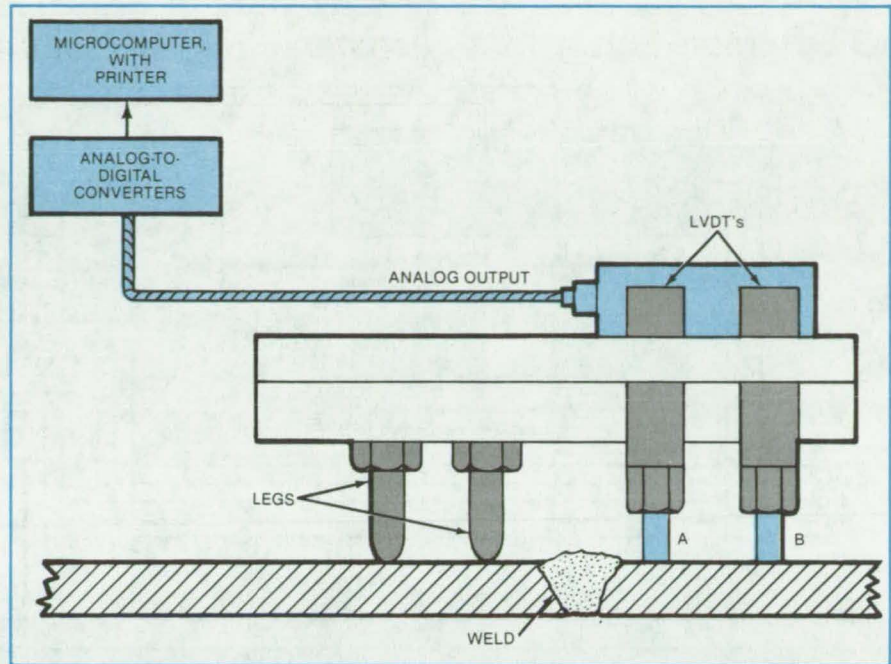 MICROCOMPUTER,
WITH
PRINTER
ANALOG-TO-
DIGITAL
CONVERTERS
LVDT's
ANALOG OUTPUT
LEGS
A
B
WELD